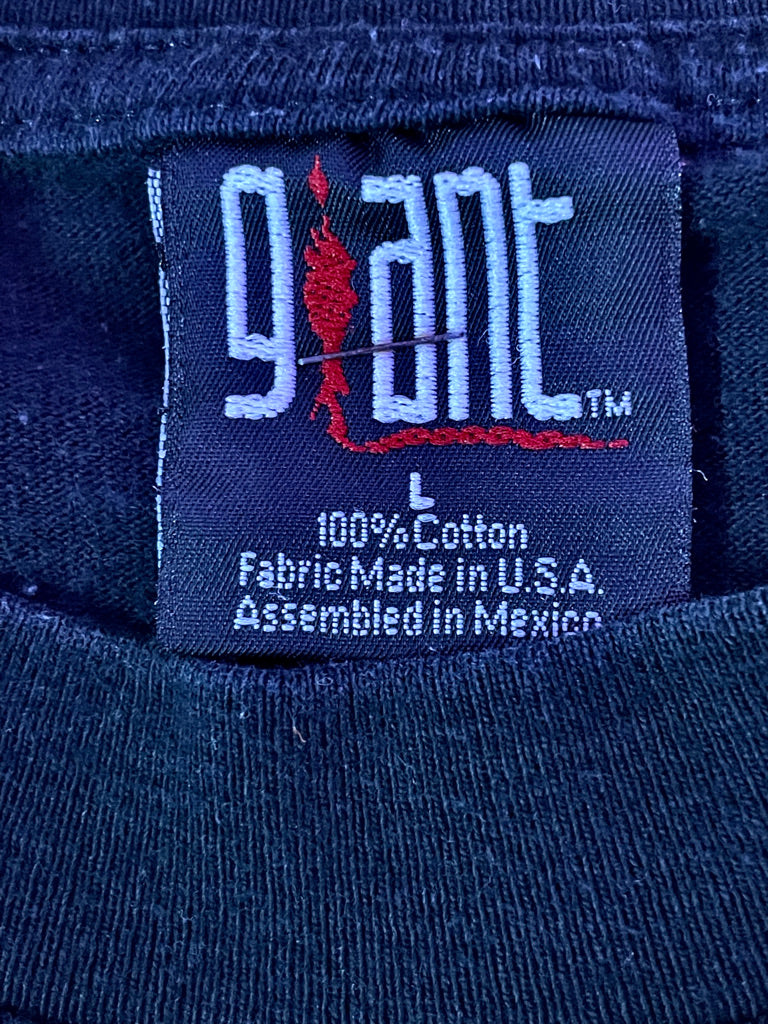 giant™
L
100% Cotton
Fabric Made in U.S.A.
Assembled in Mexico